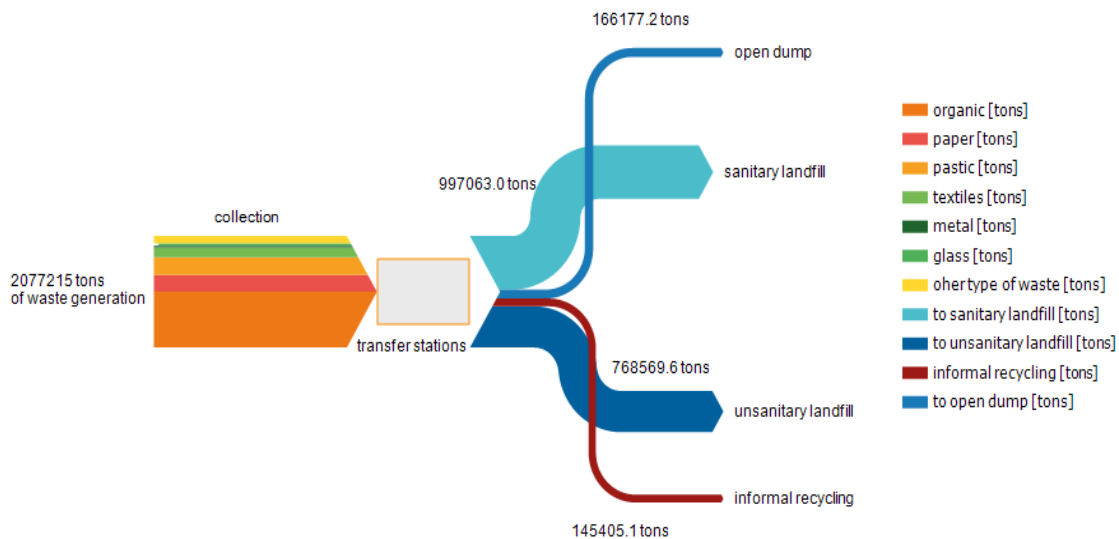 166177.2 tons
open dump
997063.0 tons
sanitary landfill
collection
2077215 tons
of waste generation
transfer stations
768569.6 tons
unsanitary landfill
informal recycling
145405.1 tons
organic [tons]
paper [tons]
pastic [tons]
textiles [tons]
metal [tons]
glass [tons]
oher type of waste [tons]
to sanitary landfill [tons]
to unsanitary landfill [tons]
informal recycling [tons]
to open dump [tons]